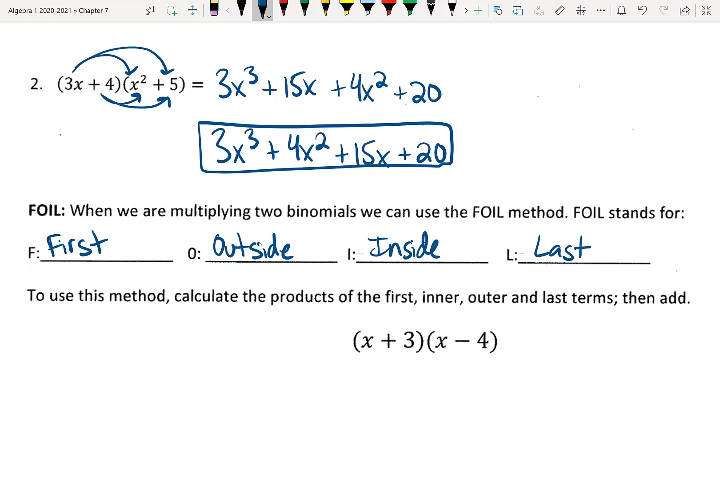 Algebra 1 2020-2021 » Chapter 7
2. (3x + 4)(x² + 5) = 3x³ + 15x + 4x² + 20
3x³ + 4x² + 15x + 20
FOIL: When we are multiplying two binomials we can use the FOIL method. FOIL stands for:
F: First O: Outside I: Inside L: Last
To use this method, calculate the products of the first, inner, outer and last terms; then add.
(x + 3)(x − 4)